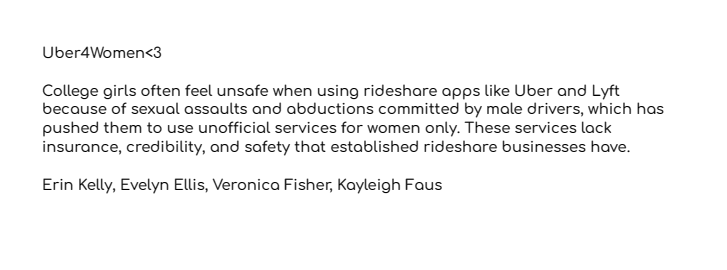 Uber4Women<3
College girls often feel unsafe when using rideshare apps like Uber and Lyft
because of sexual assaults and abductions committed by male drivers, which has
pushed them to use unofficial services for women only. These services lack
insurance, credibility, and safety that established rideshare businesses have.
Erin Kelly, Evelyn Ellis, Veronica Fisher, Kayleigh Faus